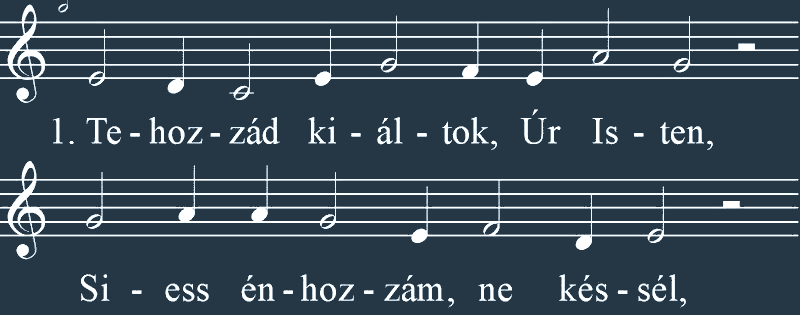 1. Te - hoz - zád ki - ál - tok, Úr Is - ten,
Si - ess én - hoz - zám, ne kés - sél,